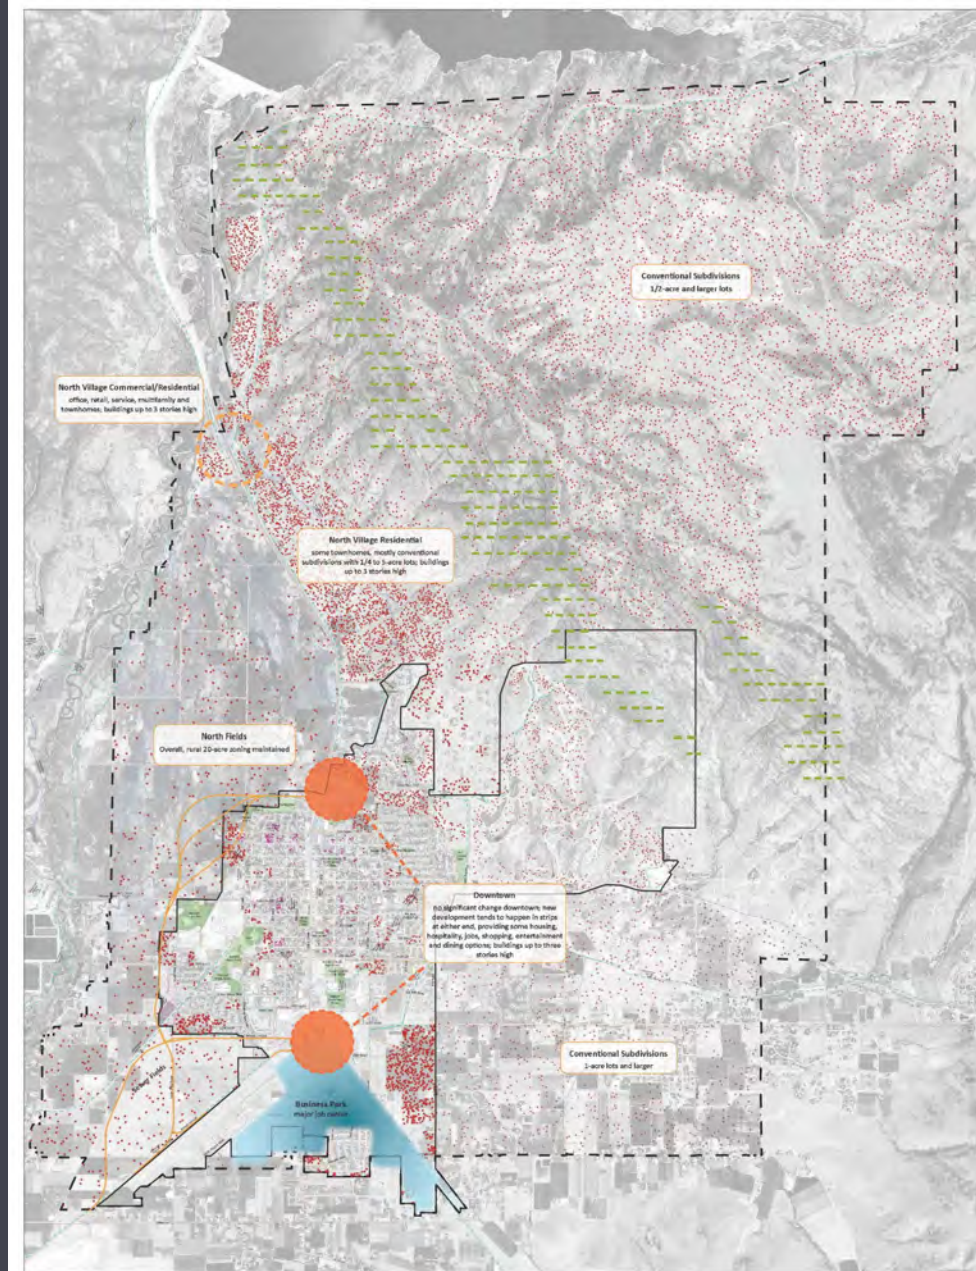 Conventional Subdivisions
1/2-acre and larger lots
North Village Commercial/Residential
office, retail, service, multifamily and
townhomes; buildings up to 3 stories high
North Village Residential
some townhomes, mostly conventional
subdivisions with 1/4 to 5-acre lots; buildings
up to 3 stories high
North Fields
Overall, rural 20-acre zoning maintained
Downtown
no significant change downtown; new
development tends to happen in strips
at either end, providing some housing,
hospitality, jobs, shopping, entertainment
and dining options; buildings up to three
stories high
Conventional Subdivisions
1-acre lots and larger
Fields
Business Park
major job center